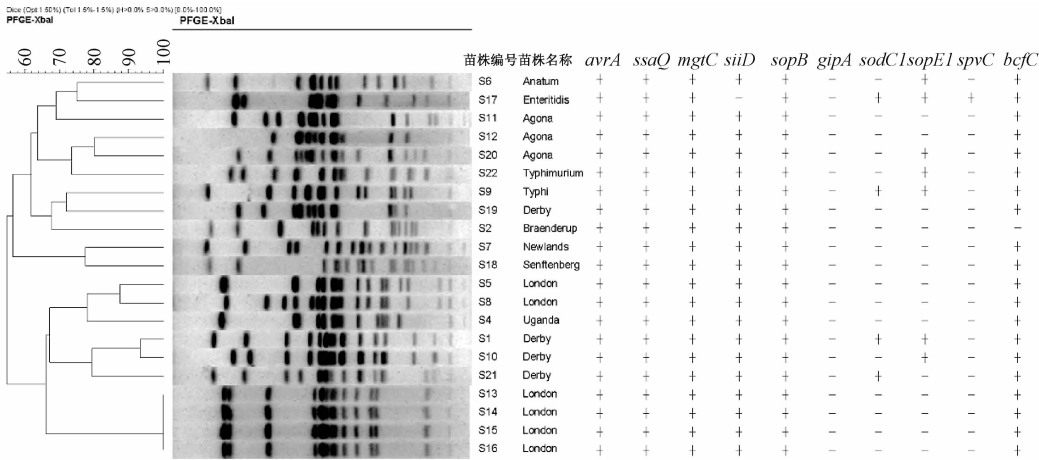 Dice (Opt:1.50%) (Tol 1.5%-1.5%) (H>0.0% S>0.0%) [0.0%-100.0%]
PFGE-XbaI PFGE-XbaI
60 70 80 90 100
苗株编号 苗株名称 avrA ssaQ mgtC siiD sopB gipA sodC1 sopE1 spvC bcfC
S6 Anatum + + + + + − − + − +
S17 Enteritidis + + + − + − + + + +
S11 Agona + + + + + − − − − +
S12 Agona + + + + + − − − − +
S20 Agona + + + + + − − + − +
S22 Typhimurium + + + + + − − + − +
S9 Typhi + + + + + − + + − +
S19 Derby + + + + + − − − − +
S2 Braenderup + + + + + − − − − −
S7 Newlands + + + + + − − − − +
S18 Senftenberg + + + + + − − − − +
S5 London + + + + + − − − − +
S8 London + + + + + − − − − +
S4 Uganda + + + + + − − − − +
S1 Derby + + + + + − + + − +
S10 Derby + + + + + − − + − +
S21 Derby + + + + + − + − − +
S13 London + + + + + − − − − +
S14 London + + + + + − − − − +
S15 London + + + + + − − − − +
S16 London + + + + + − − − − +